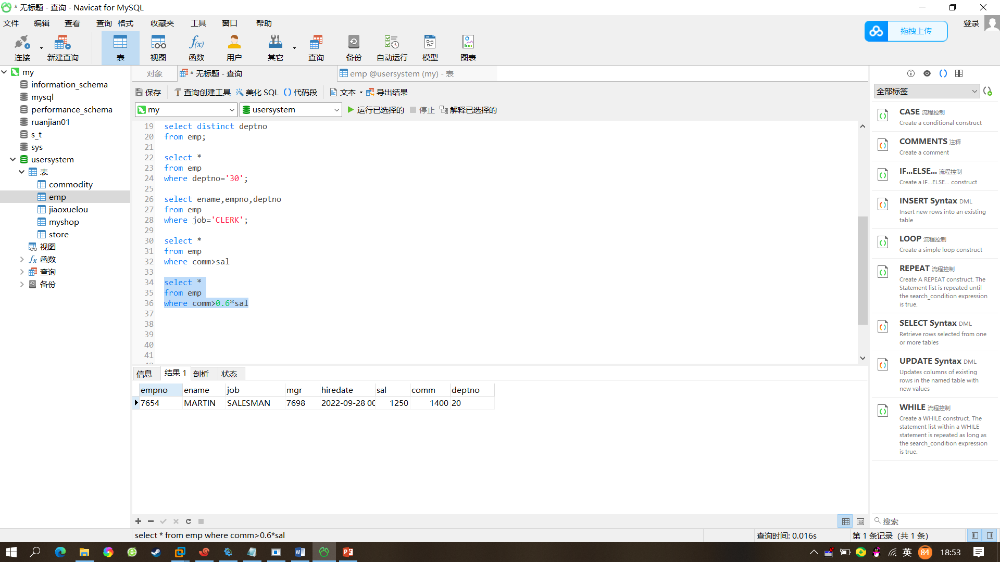 * 无标题 - 查询 - Navicat for MySQL
文件 编辑 查看 查询 格式 收藏夹 工具 窗口 帮助 登录
拖拽上传
连接 新建查询 表 视图 函数 用户 其它 查询 备份 自动运行 模型 图表
my
information_schema
mysql
performance_schema
ruanjian01
s_t
sys
usersystem
表
commodity
emp
jiaoxuelou
myshop
store
视图
函数
查询
备份
对象 * 无标题 - 查询 emp @usersystem (my) - 表
保存 查询创建工具 美化 SQL 代码段 文本 导出结果
my usersystem 运行已选择的 停止 解释已选择的
19 select distinct deptno
20 from emp;
21
22 select *
23 from emp
24 where deptno='30';
25
26 select ename,empno,deptno
27 from emp
28 where job='CLERK';
29
30 select *
31 from emp
32 where comm>sal
33
34 select *
35 from emp
36 where comm>0.6*sal
37
38
39
40
41
信息 结果 1 剖析 状态
empno ename job mgr hiredate sal comm deptno
7654 MARTIN SALESMAN 7698 2022-09-28 00 1250 1400 20
全部标签
CASE 流程控制
Create a conditional construct
COMMENTS 注释
Create a comment
IF...ELSE... 流程控制
Create a IF...ELSE... construct
INSERT Syntax DML
Insert new rows into an existing
table
LOOP 流程控制
Create a simple loop construct
REPEAT 流程控制
Create A REPEAT construct. The
Statement list is repeated until
the search_condition expression
is true.
SELECT Syntax DML
Retrieve rows selected from one
or more tables
UPDATE Syntax DML
Updates columns of existing
rows in the named table with
new values
WHILE 流程控制
Create a WHILE construct. The
statement list within a WHILE
statement is repeated as long as
the search_condition expression
is true.
搜索
select * from emp where comm>0.6*sal 查询时间: 0.016s 第 1 条记录 (共 1 条)
英 84 18:53